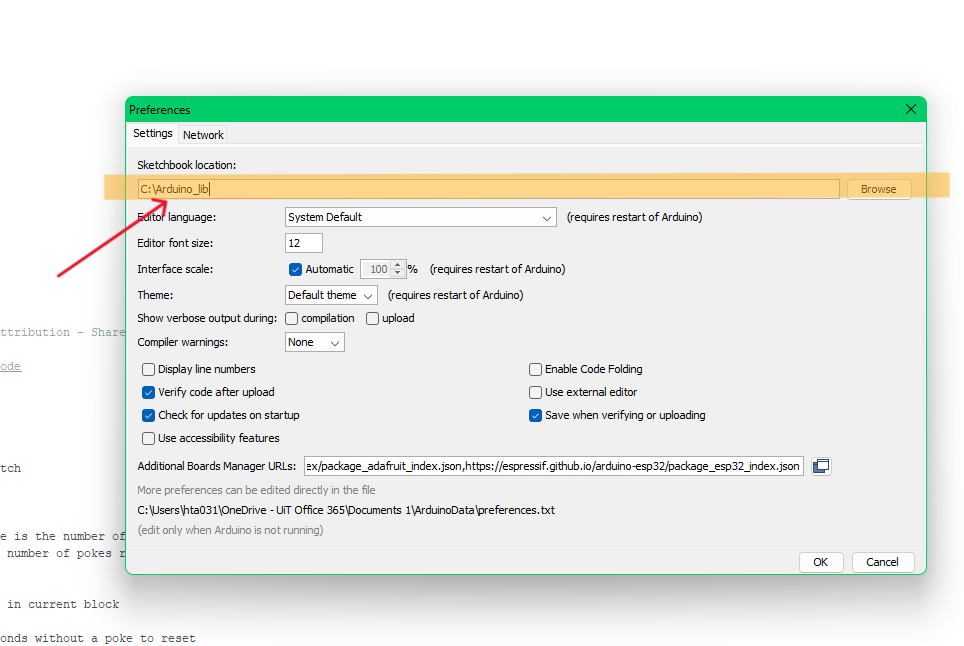 Preferences
Settings Network
Sketchbook location:
C:\Arduino_lib Browse
Editor language: System Default (requires restart of Arduino)
Editor font size: 12
Interface scale: Automatic 100 % (requires restart of Arduino)
Theme: Default theme (requires restart of Arduino)
Show verbose output during: compilation upload
ttribution - Share
Compiler warnings: None
ode
Display line numbers Enable Code Folding
Verify code after upload Use external editor
Check for updates on startup Save when verifying or uploading
Use accessibility features
tch
Additional Boards Manager URLs: ex/package_adafruit_index.json,https://espressif.github.io/arduino-esp32/package_esp32_index.json
More preferences can be edited directly in the file
C:\Users\hta031\OneDrive - UiT Office 365\Documents 1\ArduinoData\preferences.txt
(edit only when Arduino is not running)
e is the number of
number of pokes r
OK Cancel
in current block
onds without a poke to reset